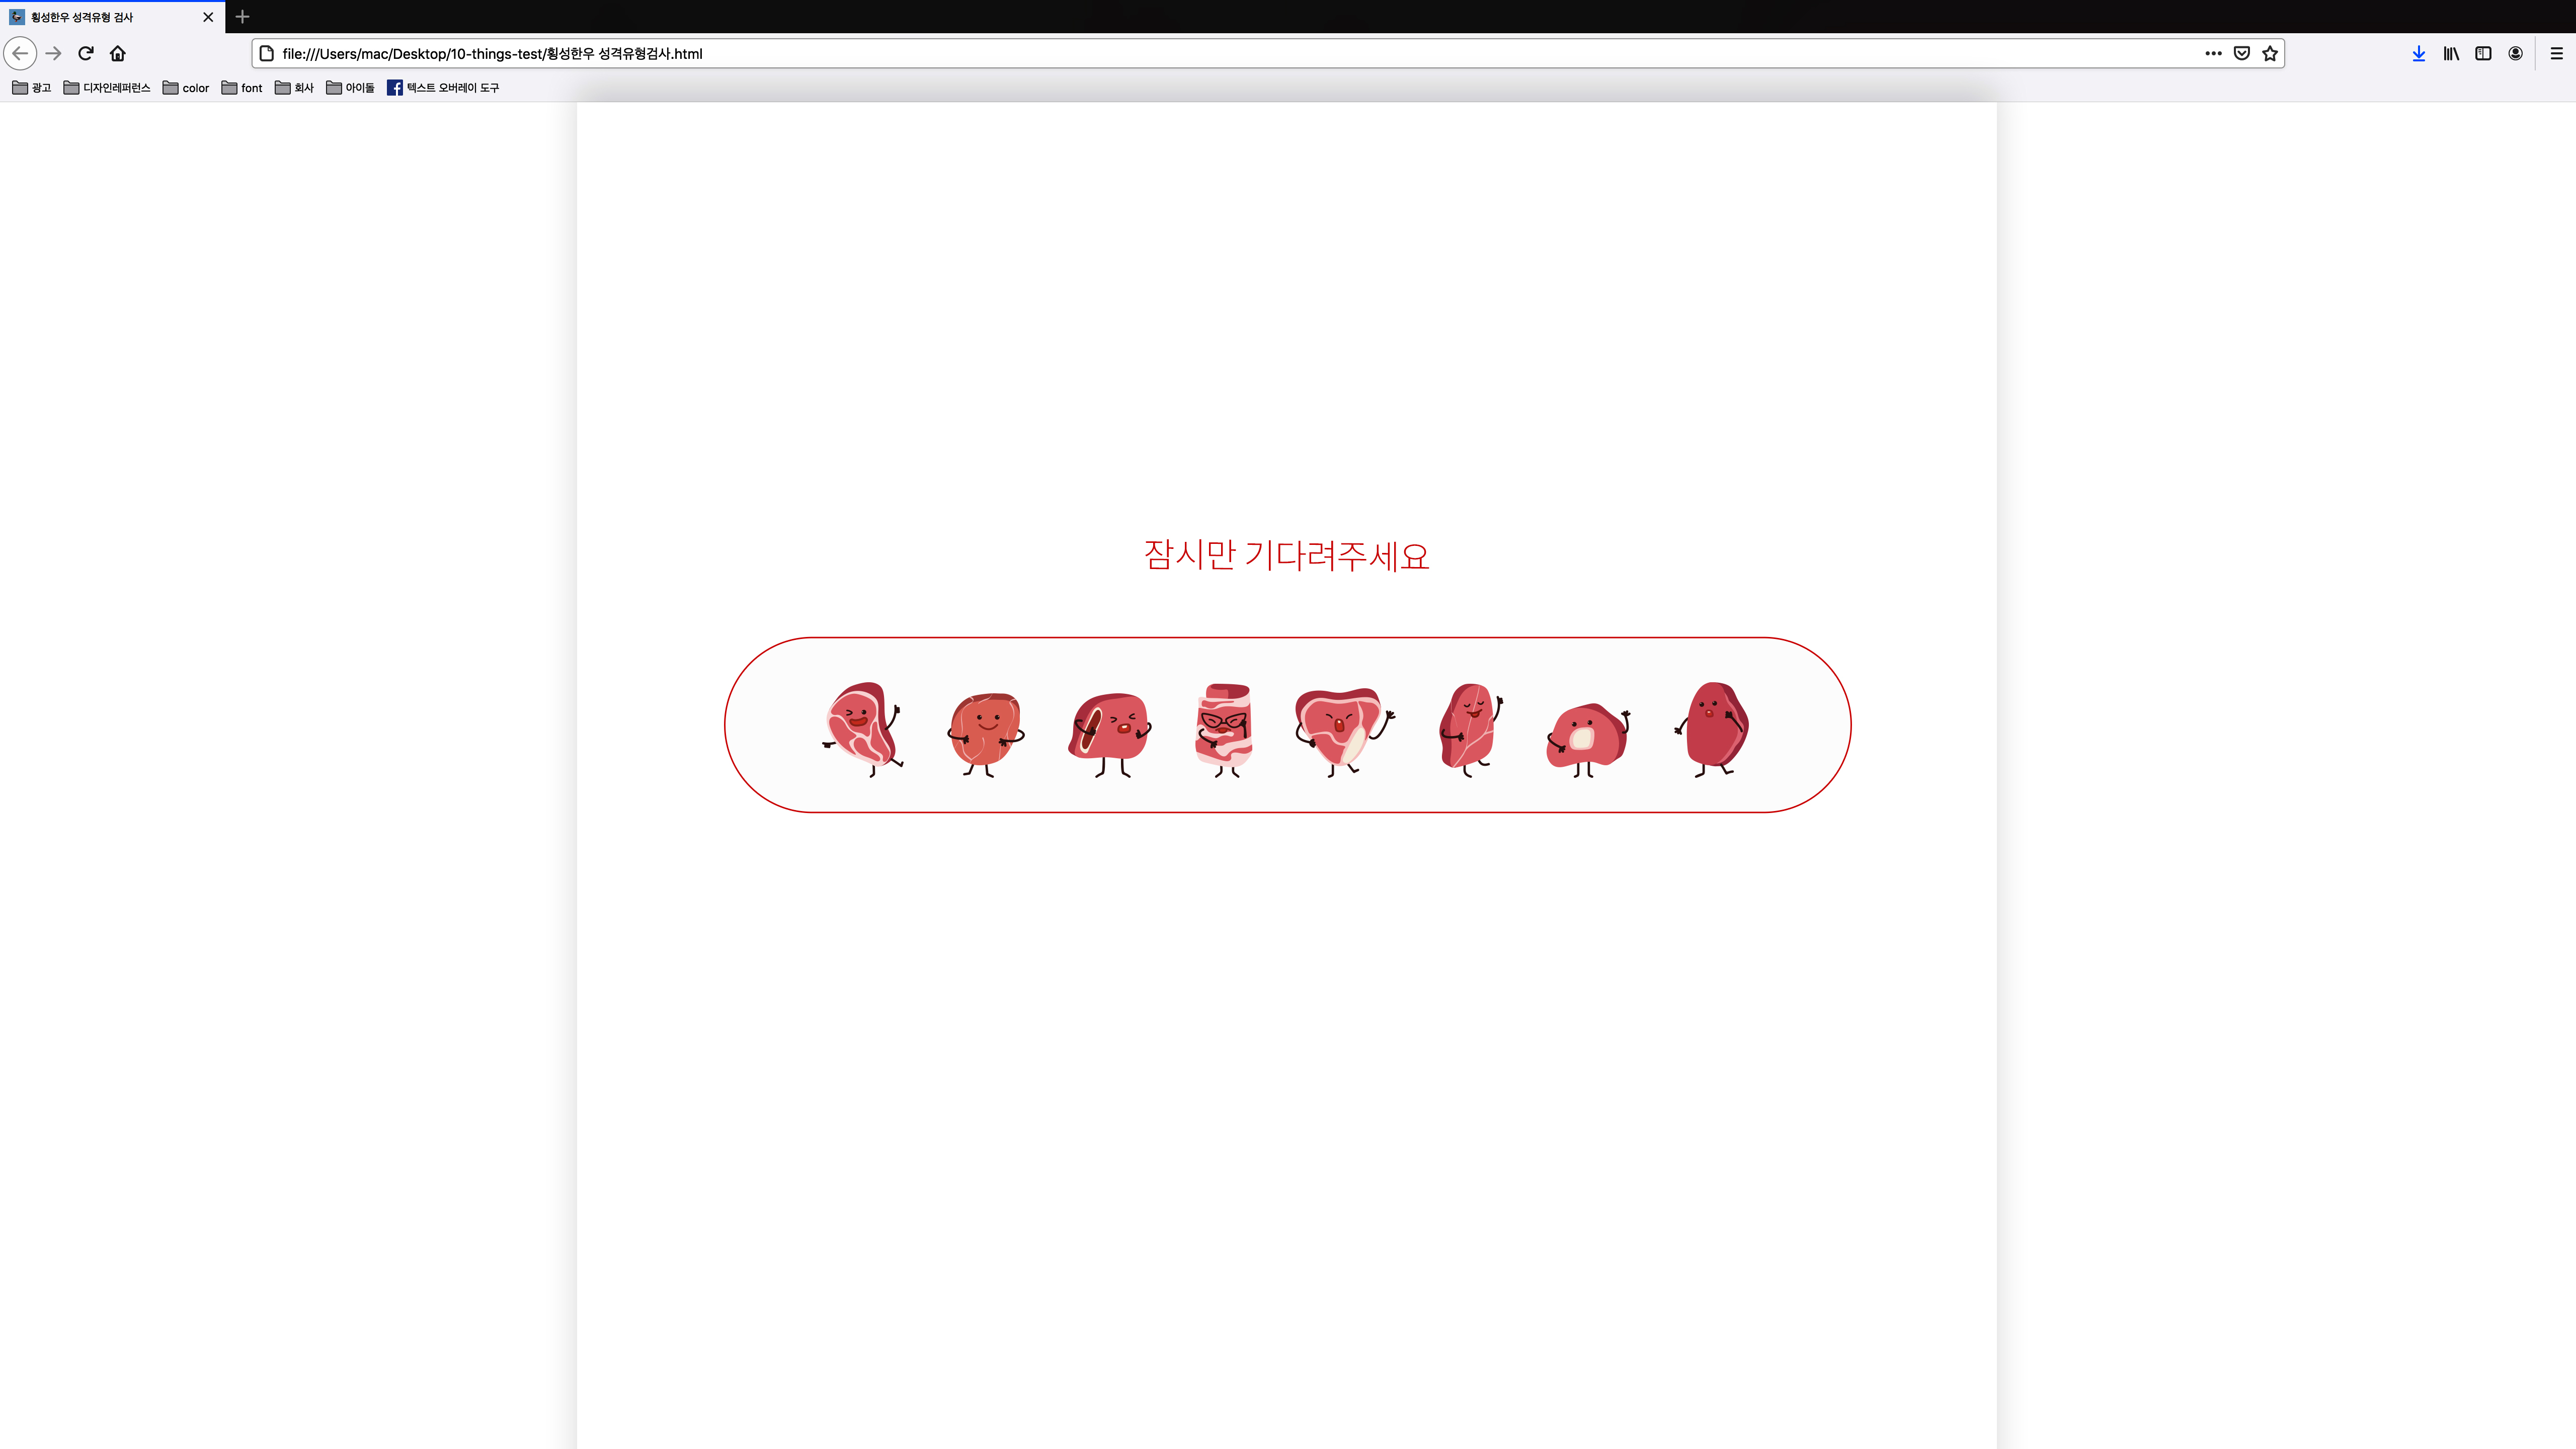 횡성한우 성격유형 검사
file:///Users/mac/Desktop/10-things-test/횡성한우 성격유형검사.html
광고 디자인레퍼런스 color font 회사 아이돌 텍스트 오버레이 도구
잠시만 기다려주세요